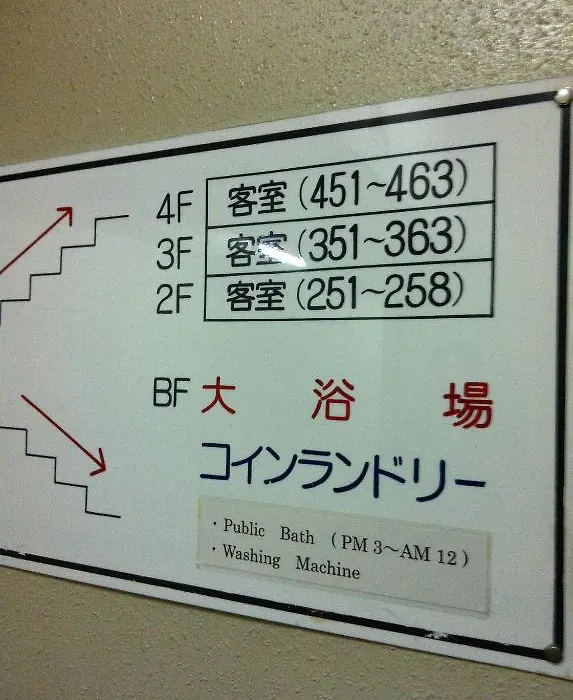 4F 客室(451~463)
3F 客室(351~363)
2F 客室(251~258)
BF 大浴場
コインランドリー
・Public Bath (PM 3～AM 12)
・Washing Machine